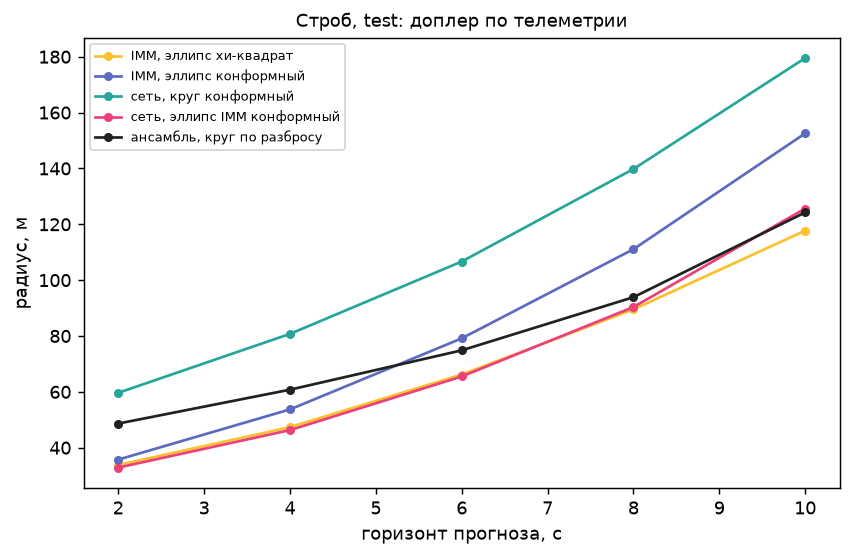 Строб, test: доплер по телеметрии
IMM, эллипс хи-квадрат
IMM, эллипс конформный
сеть, круг конформный
сеть, эллипс IMM конформный
ансамбль, круг по разбросу
радиус, м
180
160
140
120
100
80
60
40
2 3 4 5 6 7 8 9 10
горизонт прогноза, с